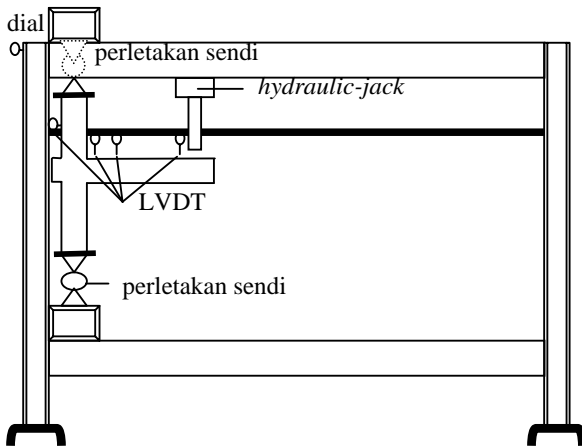 dial
perletakan sendi
hydraulic-jack
LVDT
perletakan sendi